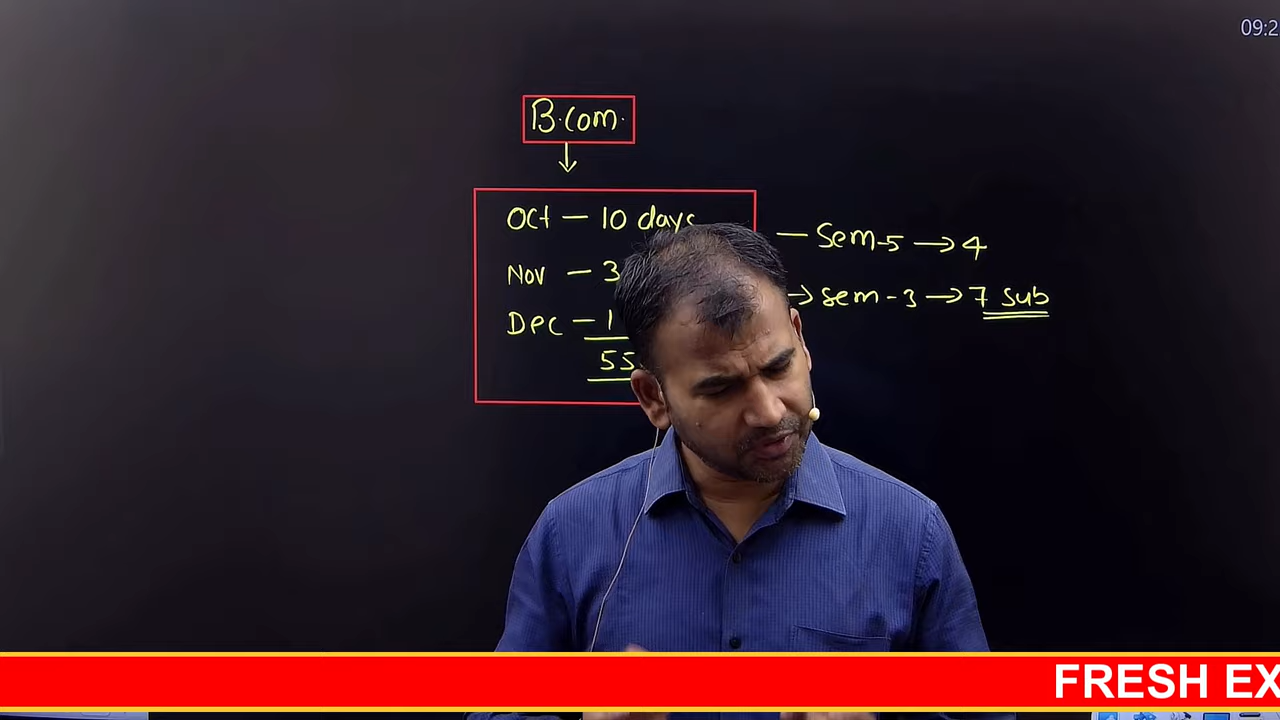 09:2
B.Com.
↓
Oct — 10 days
— Sem-5 → 4
Nov — 3
→ Sem-3 → 7 sub
Dec — 1
55
FRESH EX